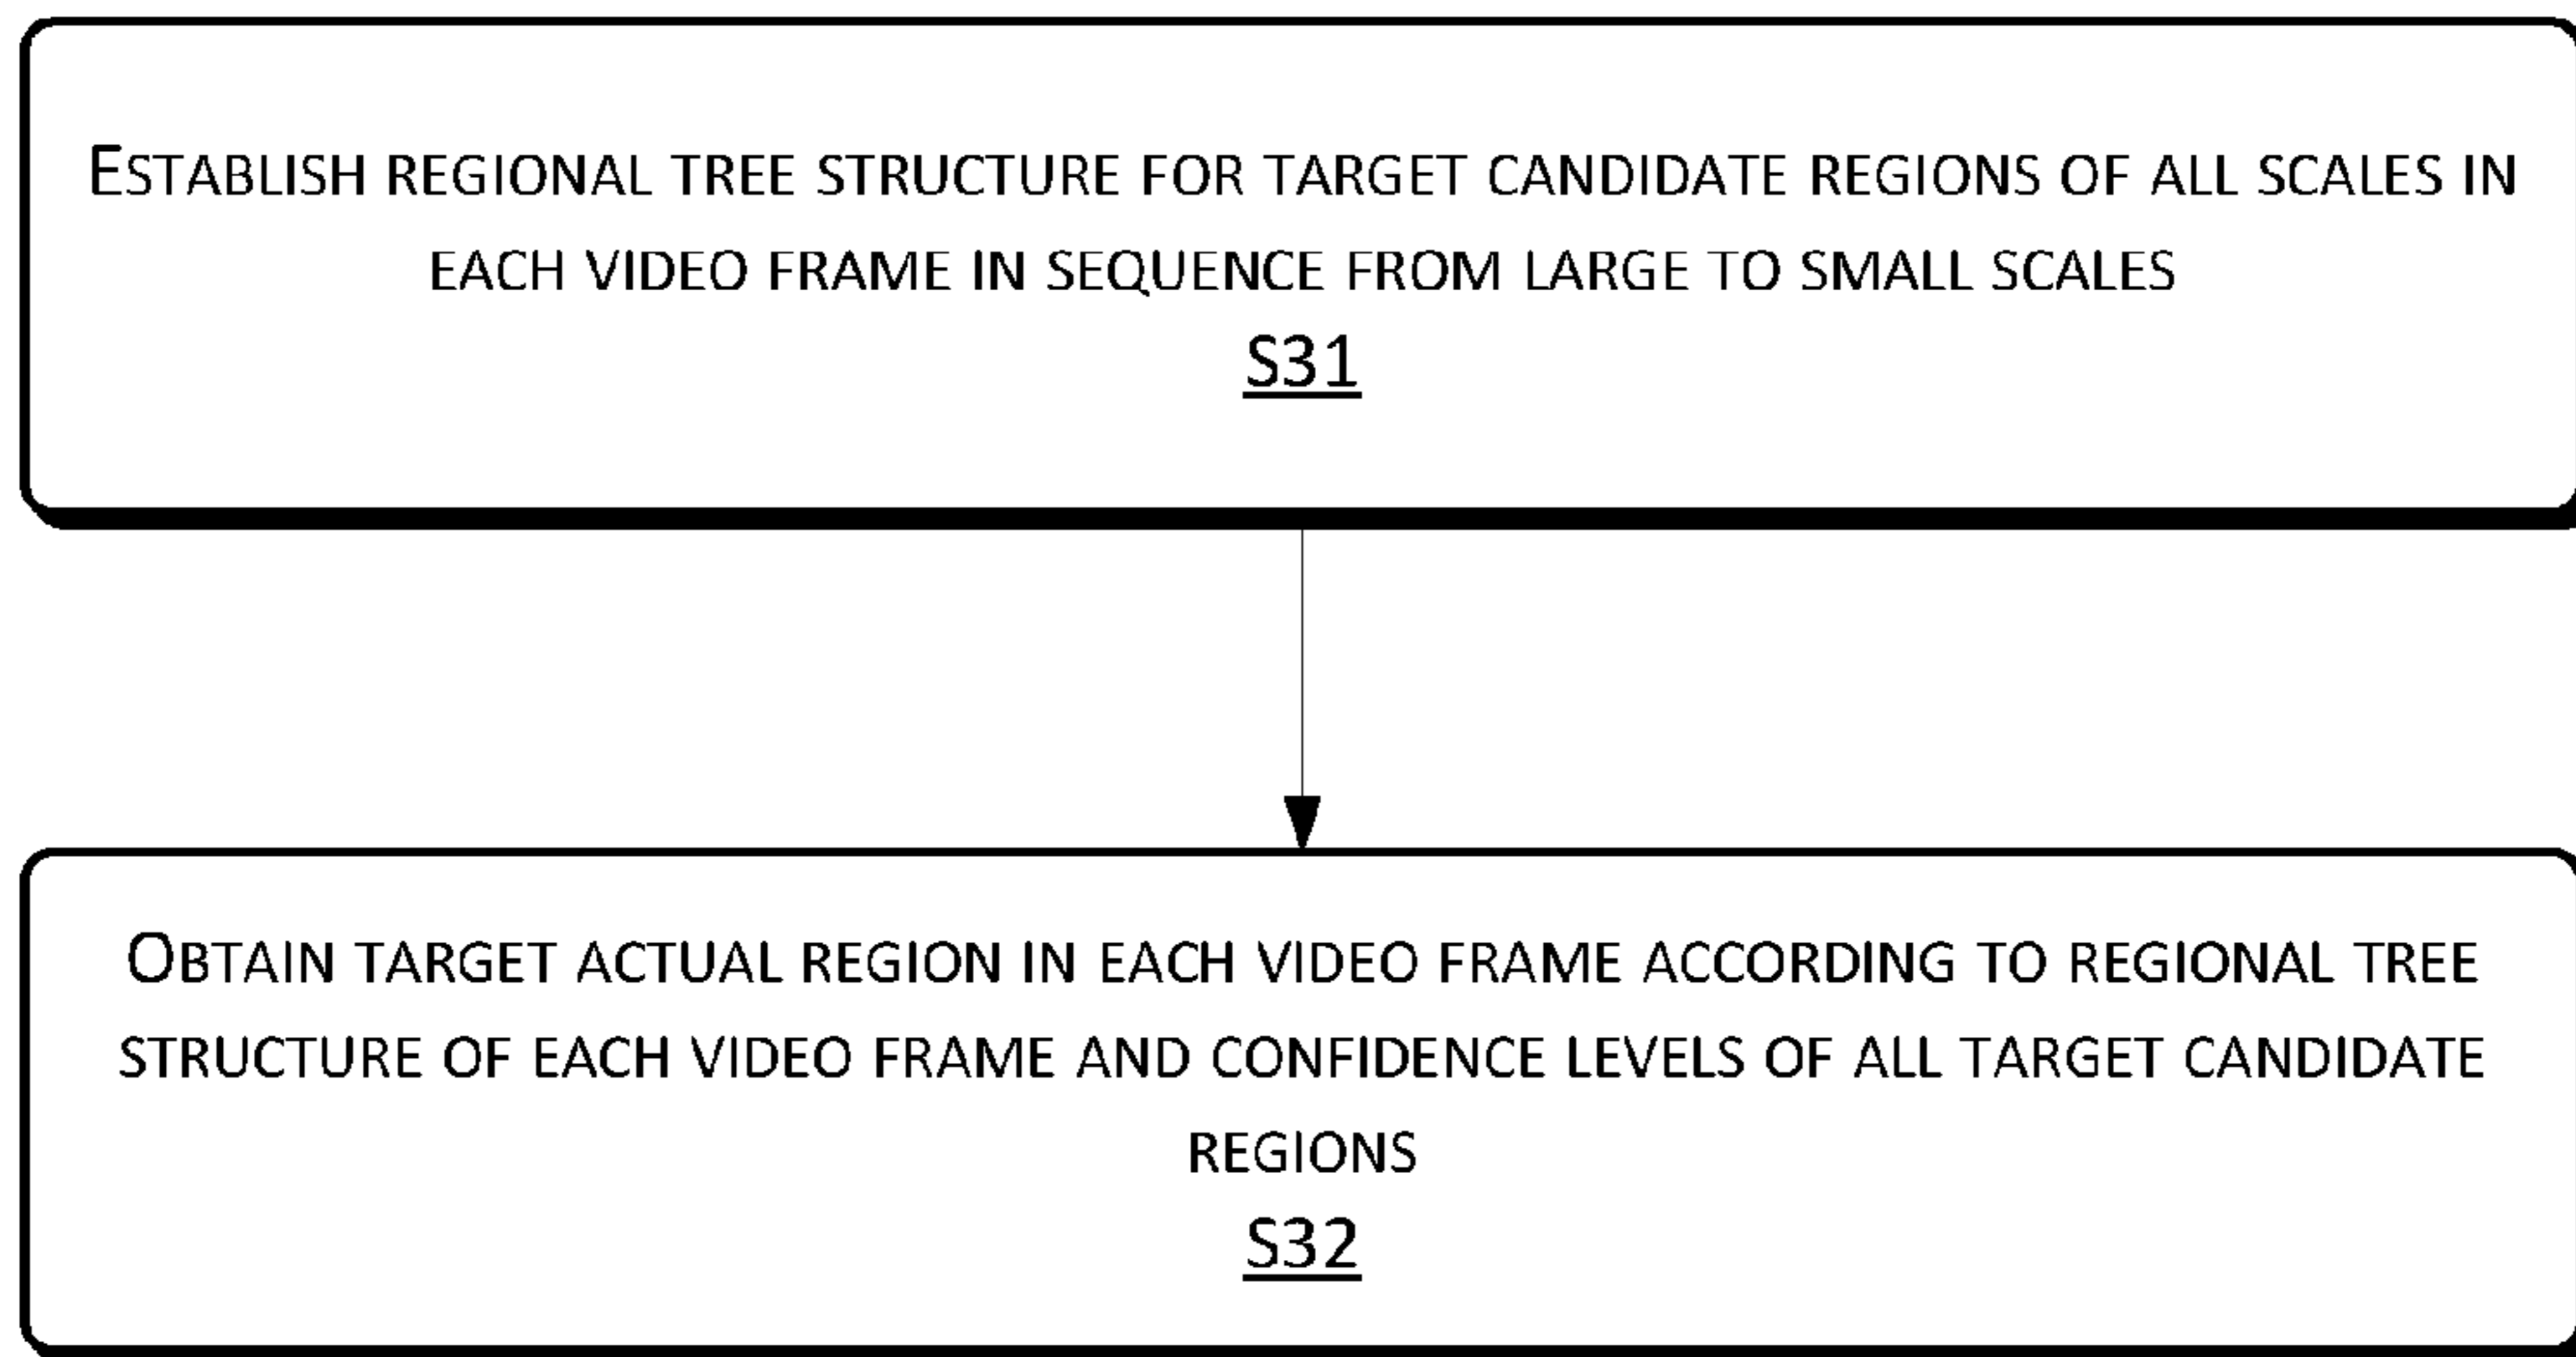 ESTABLISH REGIONAL TREE STRUCTURE FOR TARGET CANDIDATE REGIONS OF ALL SCALES IN
EACH VIDEO FRAME IN SEQUENCE FROM LARGE TO SMALL SCALES
S31
OBTAIN TARGET ACTUAL REGION IN EACH VIDEO FRAME ACCORDING TO REGIONAL TREE
STRUCTURE OF EACH VIDEO FRAME AND CONFIDENCE LEVELS OF ALL TARGET CANDIDATE
REGIONS
S32